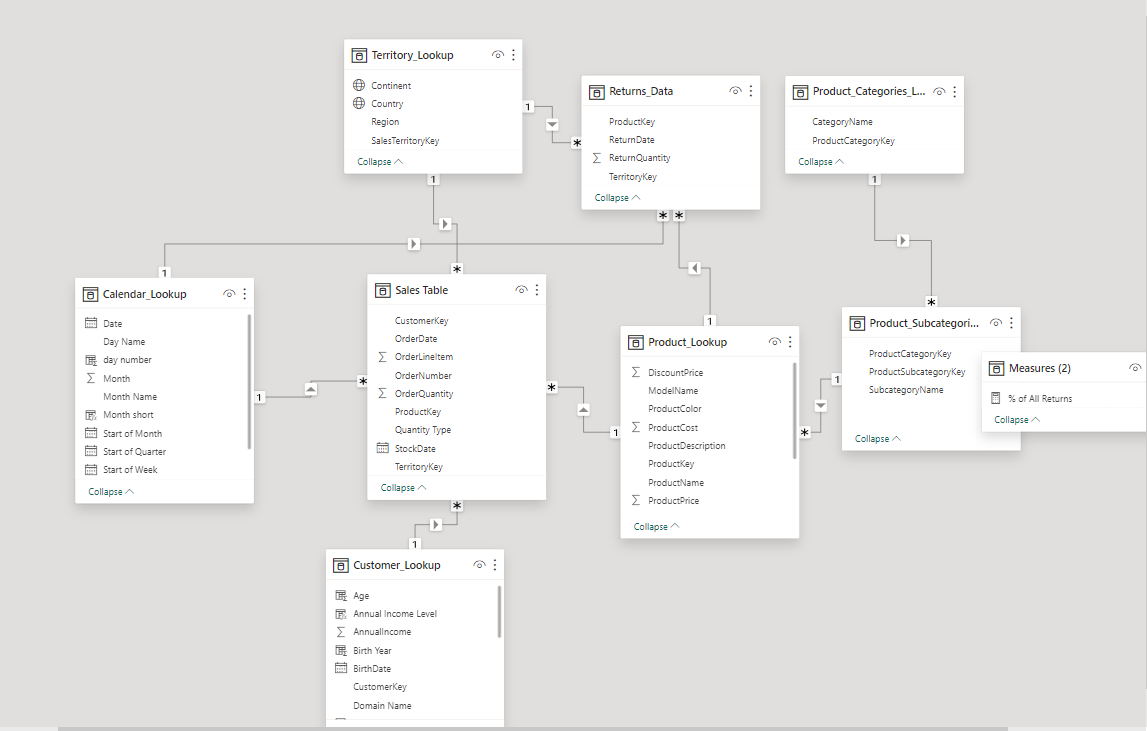 Territory_Lookup
Continent
Country
Region
SalesTerritoryKey
Collapse
1
*
1
*
Returns_Data
ProductKey
ReturnDate
ReturnQuantity
TerritoryKey
Collapse
*
*
1
1
Product_Categories_L...
CategoryName
ProductCategoryKey
Collapse
1
*
Calendar_Lookup
Date
Day Name
day number
Month
Month Name
Month short
Start of Month
Start of Quarter
Start of Week
Collapse
1
*
Sales Table
CustomerKey
OrderDate
OrderLineItem
OrderNumber
OrderQuantity
ProductKey
Quantity Type
StockDate
TerritoryKey
Collapse
*
1
*
1
Product_Lookup
DiscountPrice
ModelName
ProductColor
ProductCost
ProductDescription
ProductKey
ProductName
ProductPrice
Collapse
*
1
Product_Subcategori...
ProductCategoryKey
ProductSubcategoryKey
SubcategoryName
Collapse
Measures (2)
% of All Returns
Collapse
Customer_Lookup
Age
Annual Income Level
AnnualIncome
Birth Year
BirthDate
CustomerKey
Domain Name